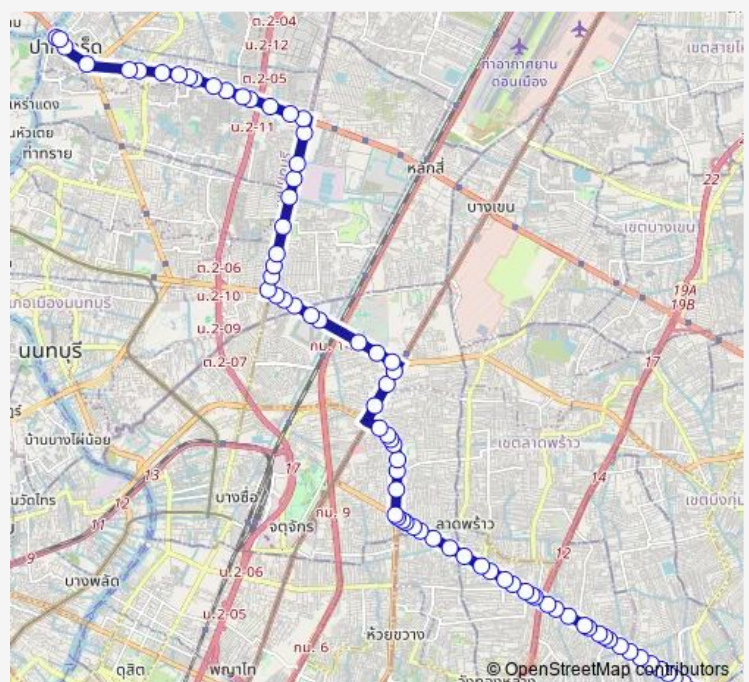 ต.2-04
ปากเกร็ด
น.2-12
เขตสายไ
ท่าอากาศยาน
ดอนเมือง
ต.2-05
เหร่าแดง
นหัวเตย
ท่าทราย
น.2-11
หลักสี่
22
บางเขน
เขตบางเขน
ต.2-06
19A
19B
น.2-10
นนทบุรี
น.2-09
ต.2-07
17
บ้านบางไผ่น้อย
เขตลาดพร้าว
13
17
14
วัดไทร
12
บางซื่อ
11
จตุจักร
กม. 9
ลาดพร้าว
9
12
บางพลัด
น.2-06
น.2-05
ห้วยขวาง
กม. 6
ดุสิต
พญาไท
© OpenStreetMap contributors